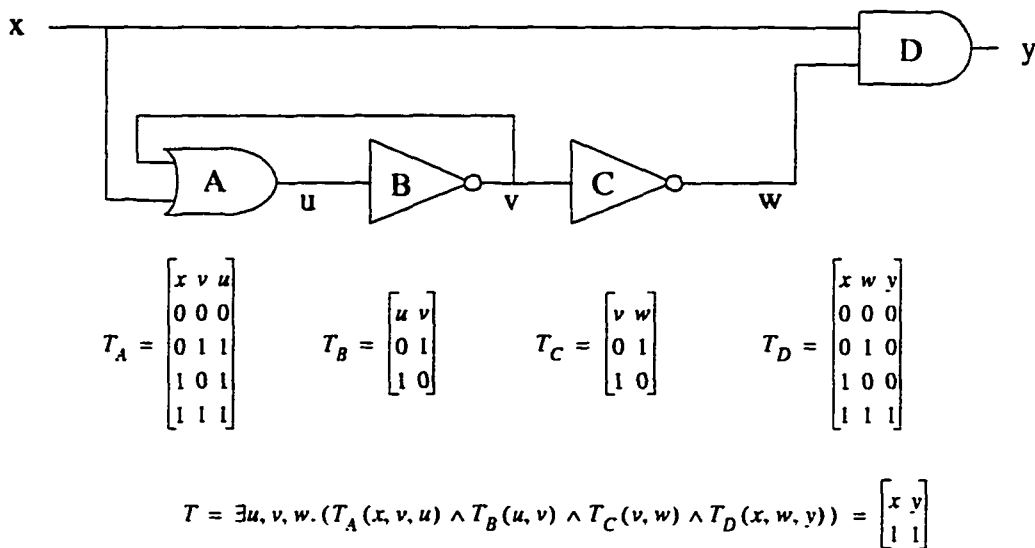 x
D
y
A
B
C
u
v
w
T_A = [x v u
0 0 0
0 1 1
1 0 1
1 1 1]
T_B = [u v
0 1
1 0]
T_C = [v w
0 1
1 0]
T_D = [x w y
0 0 0
0 1 0
1 0 0
1 1 1]
T = ∃u, v, w. (T_A (x, v, u) ∧ T_B (u, v) ∧ T_C (v, w) ∧ T_D (x, w, y)) = [x y
1 1]